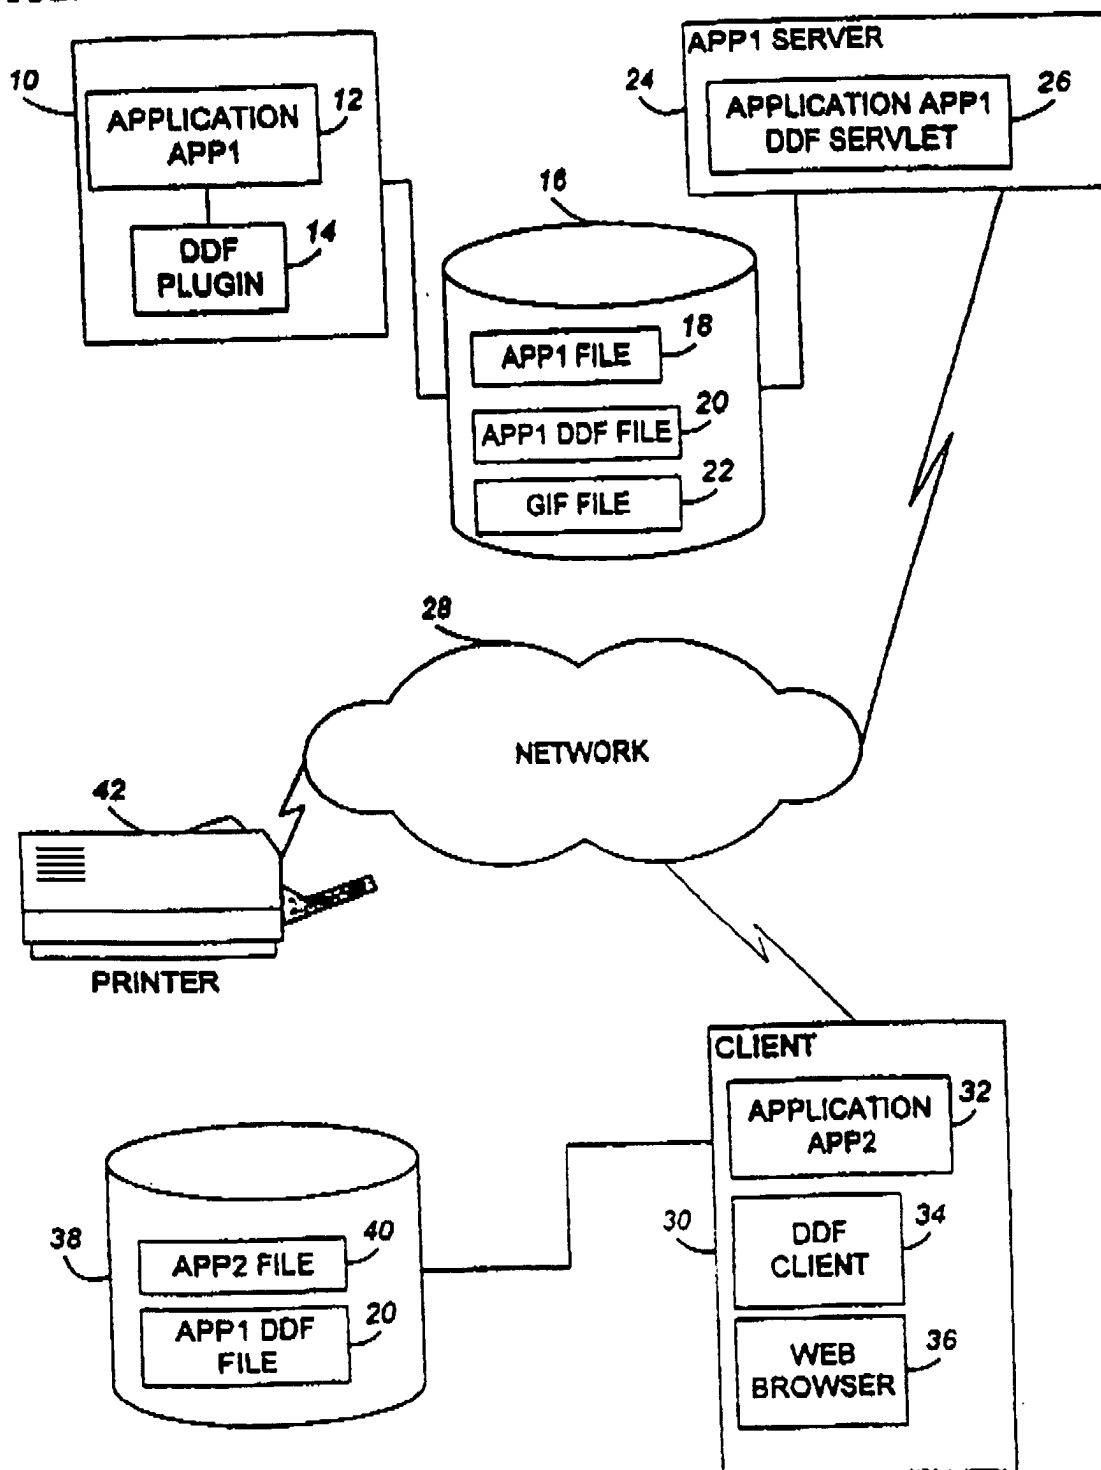 APP1 SERVER
10
APPLICATION
APP1
12
24
APPLICATION APP1
DDF SERVLET
26
DDF
PLUGIN
14
16
APP1 FILE
18
APP1 DDF FILE
20
GIF FILE
22
28
NETWORK
42
PRINTER
CLIENT
APPLICATION
APP2
32
30
DDF
CLIENT
34
WEB
BROWSER
36
38
APP2 FILE
40
APP1 DDF
FILE
20